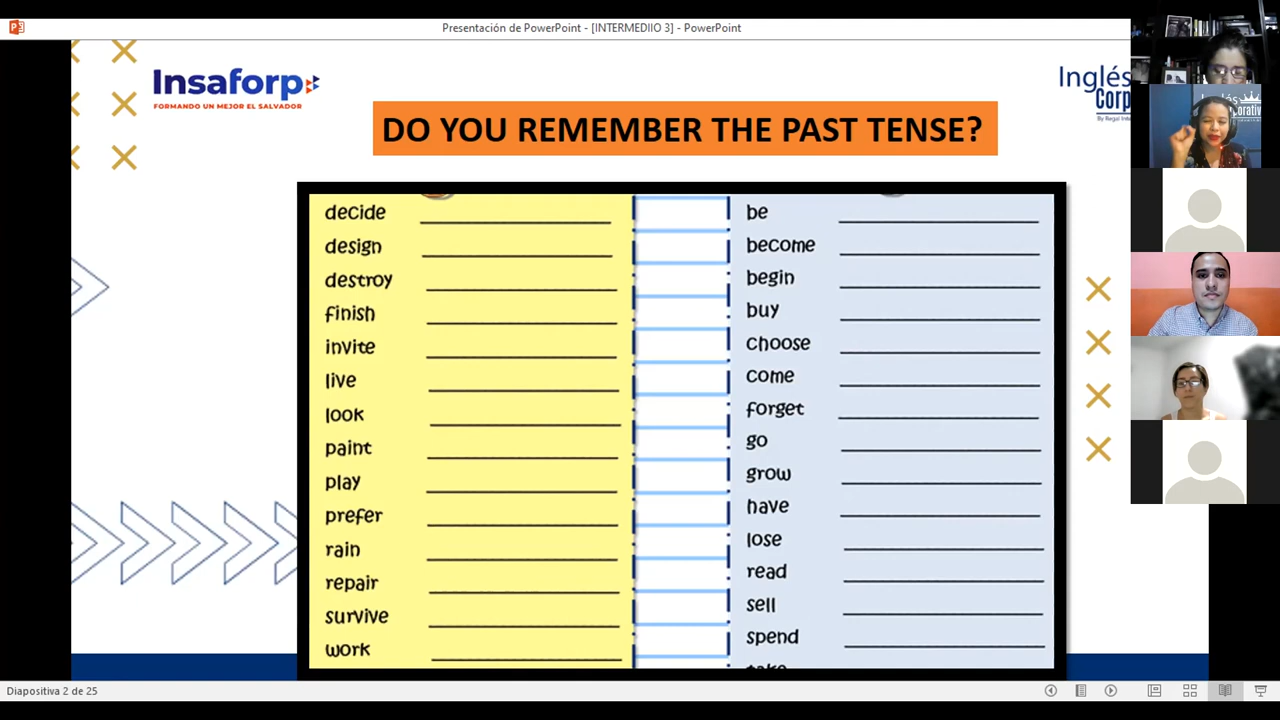 Presentación de PowerPoint - [INTERMEDIIO 3] - PowerPoint
Insaforp
FORMANDO UN MEJOR EL SALVADOR
Inglés
Corp
DO YOU REMEMBER THE PAST TENSE?
decide
design
destroy
finish
invite
live
look
paint
play
prefer
rain
repair
survive
work
be
become
begin
buy
choose
come
forget
go
grow
have
lose
read
sell
spend
Diapositiva 2 de 25